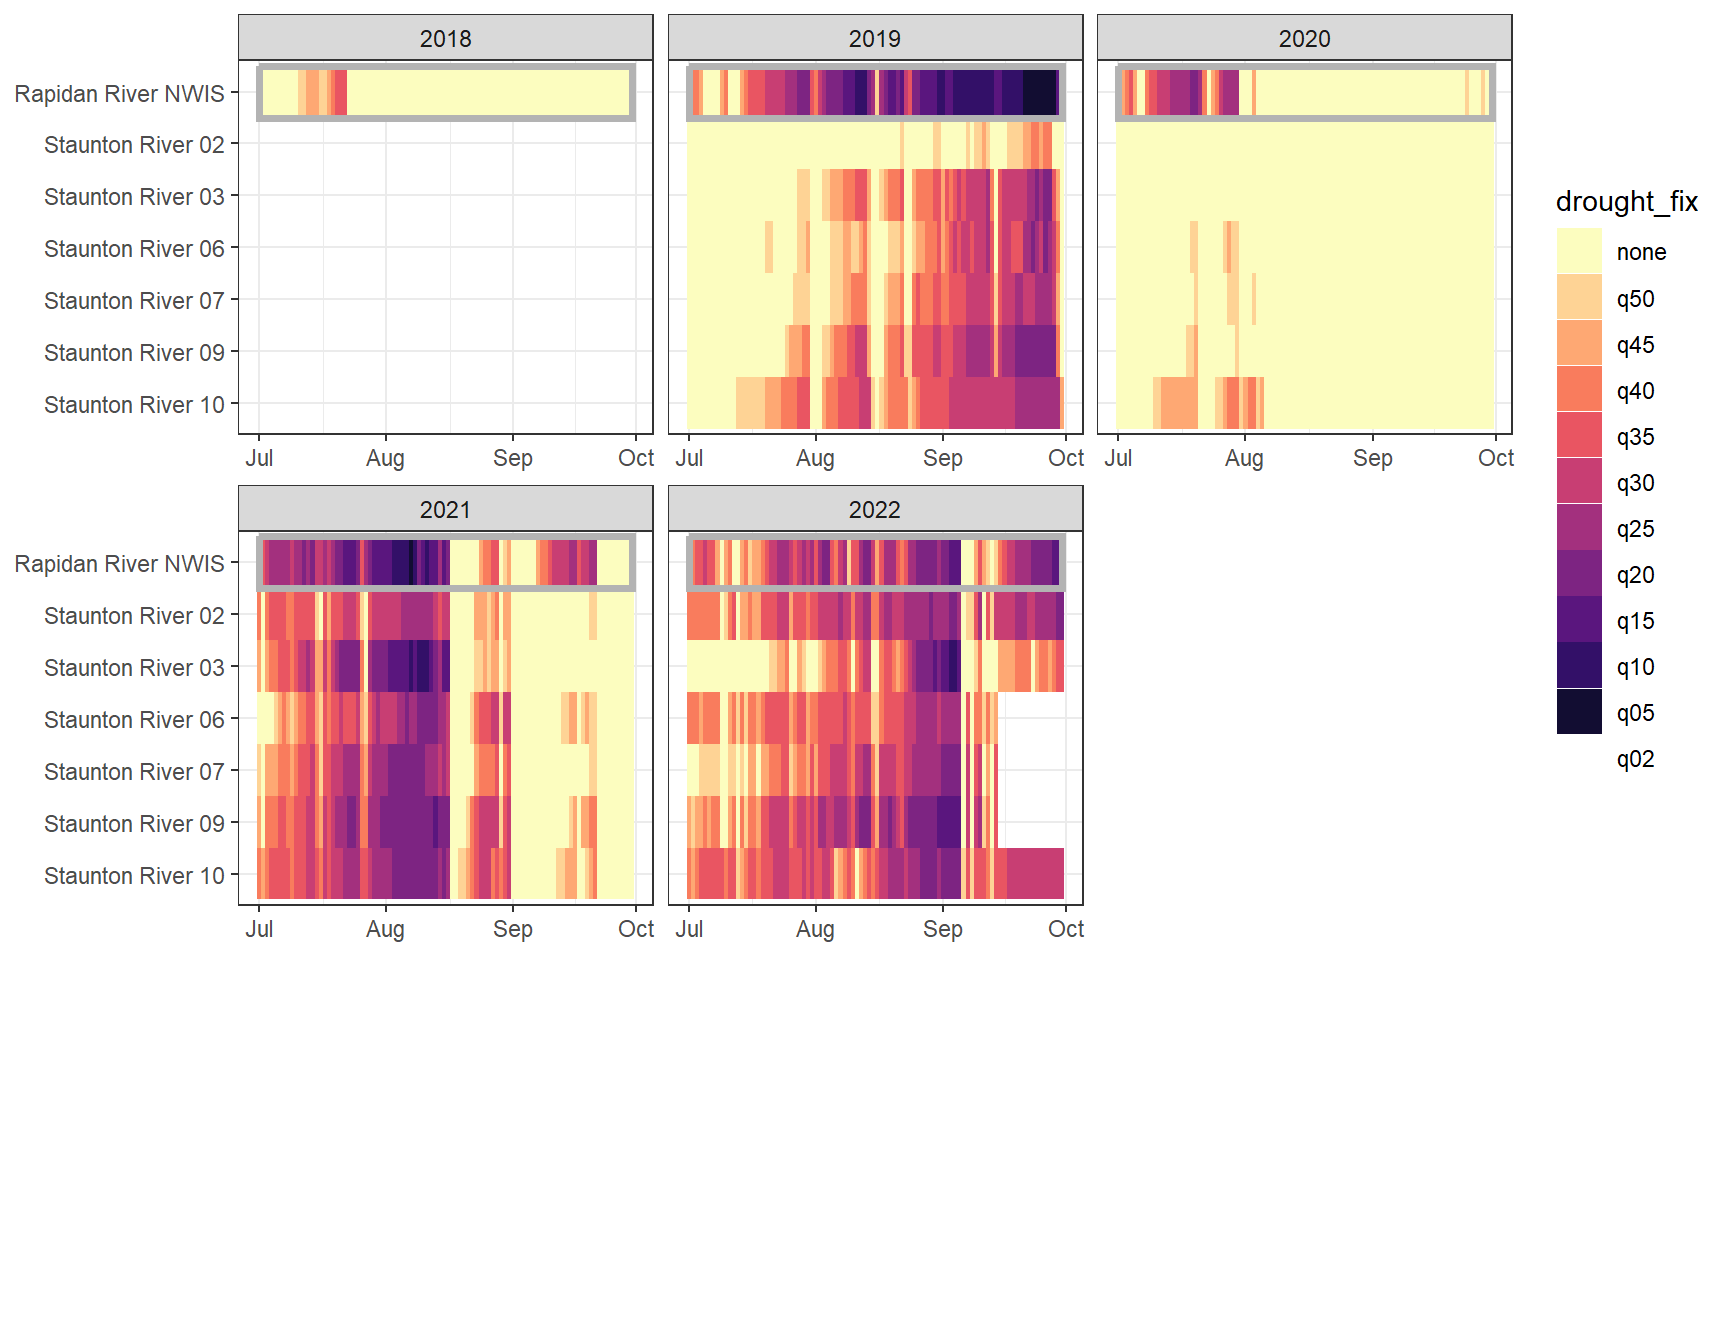 2018 2019 2020
Rapidan River NWIS
Staunton River 02
Staunton River 03
Staunton River 06
Staunton River 07
Staunton River 09
Staunton River 10
Jul Aug Sep Oct Jul Aug Sep Oct Jul Aug Sep Oct
2021 2022
Rapidan River NWIS
Staunton River 02
Staunton River 03
Staunton River 06
Staunton River 07
Staunton River 09
Staunton River 10
Jul Aug Sep Oct Jul Aug Sep Oct
drought_fix
none
q50
q45
q40
q35
q30
q25
q20
q15
q10
q05
q02